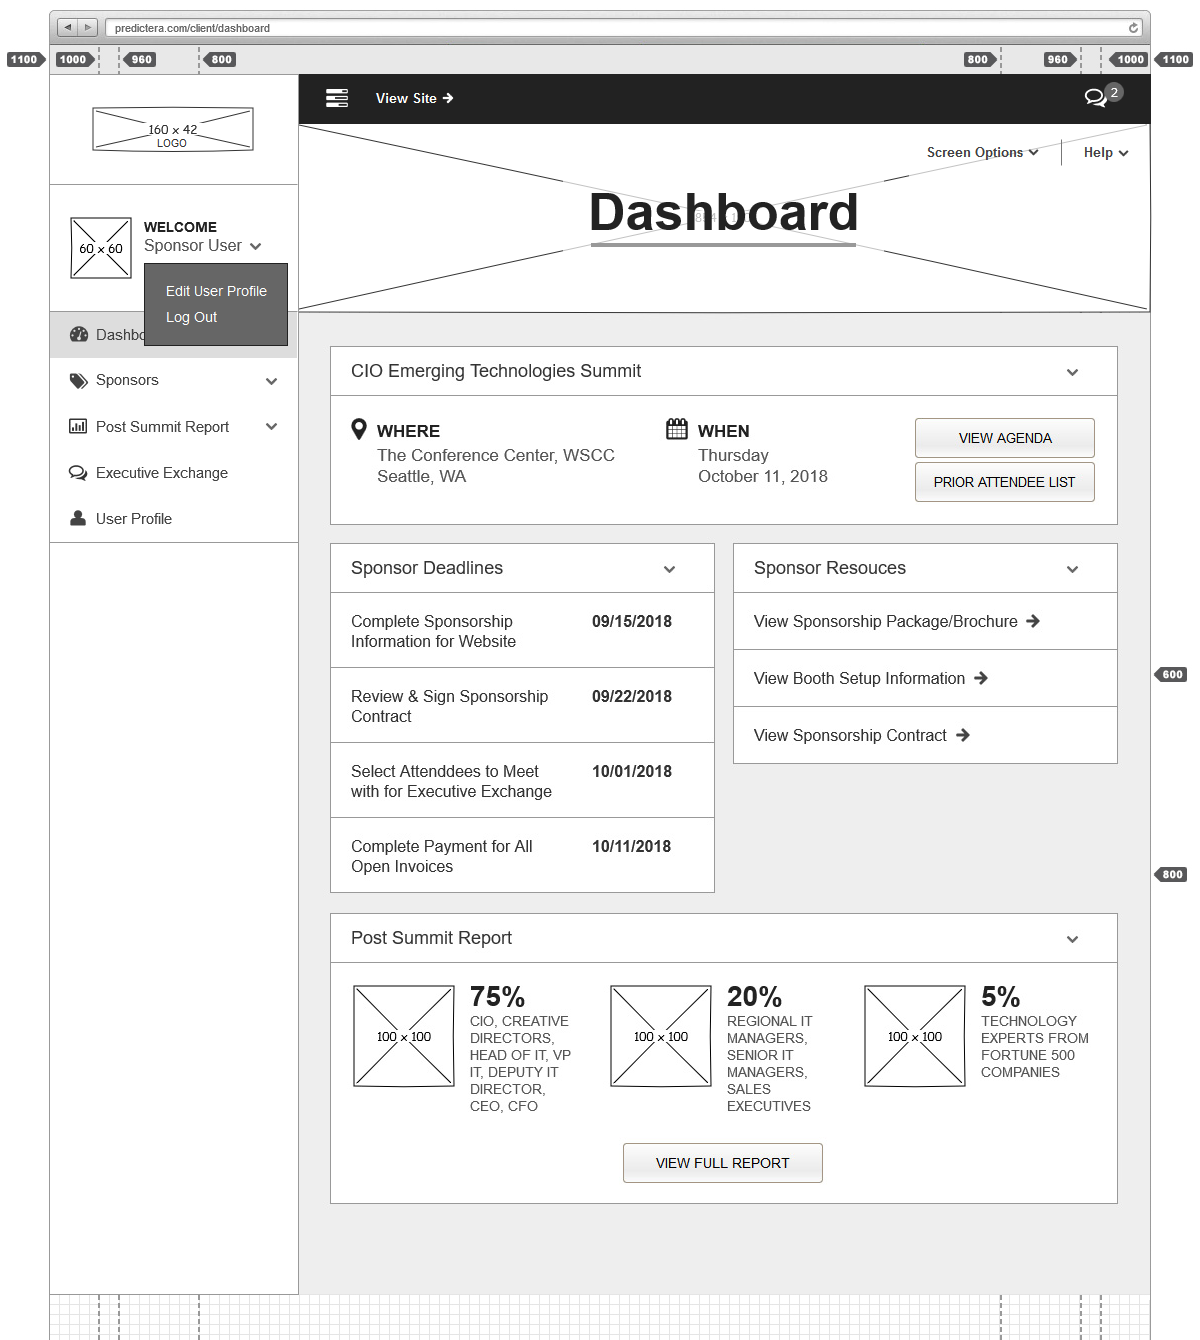 predictera.com/client/dashboard
1100 1000 960 800 800 960 1000 1100
160 x 42
LOGO
View Site
2
Screen Options
Help
Dashboard
60 x 60
WELCOME
Sponsor User
Edit User Profile
Log Out
Dashbo
Sponsors
Post Summit Report
Executive Exchange
User Profile
CIO Emerging Technologies Summit
WHERE
The Conference Center, WSCC
Seattle, WA
WHEN
Thursday
October 11, 2018
VIEW AGENDA
PRIOR ATTENDEE LIST
Sponsor Deadlines
Complete Sponsorship 09/15/2018
Information for Website
Review & Sign Sponsorship 09/22/2018
Contract
Select Attenddees to Meet 10/01/2018
with for Executive Exchange
Complete Payment for All 10/11/2018
Open Invoices
Sponsor Resouces
View Sponsorship Package/Brochure
View Booth Setup Information
View Sponsorship Contract
600
800
Post Summit Report
100 x 100
75%
CIO, CREATIVE
DIRECTORS,
HEAD OF IT, VP
IT, DEPUTY IT
DIRECTOR,
CEO, CFO
100 x 100
20%
REGIONAL IT
MANAGERS,
SENIOR IT
MANAGERS,
SALES
EXECUTIVES
100 x 100
5%
TECHNOLOGY
EXPERTS FROM
FORTUNE 500
COMPANIES
VIEW FULL REPORT